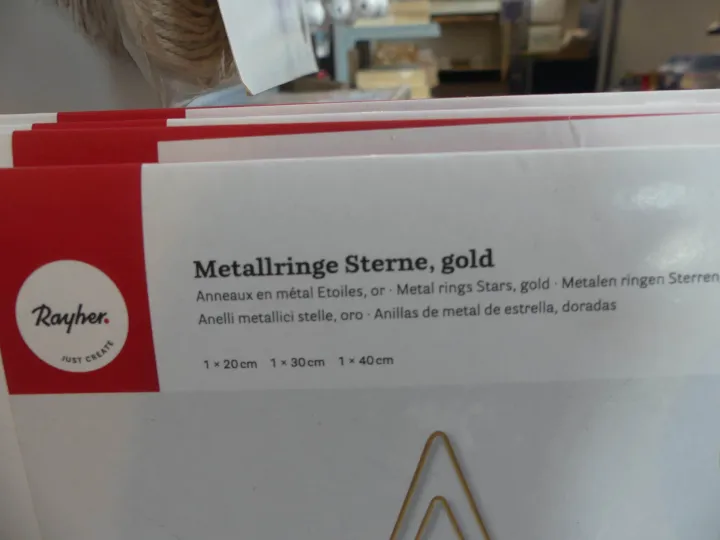 Metallringe Sterne, gold
Anneaux en métal Etoiles, or · Metal rings Stars, gold · Metalen ringen Sterren,
Anelli metallici stelle, oro · Anillas de metal de estrella, doradas
1 × 20 cm 1 × 30 cm 1 × 40 cm
Rayher.
JUST CREATE